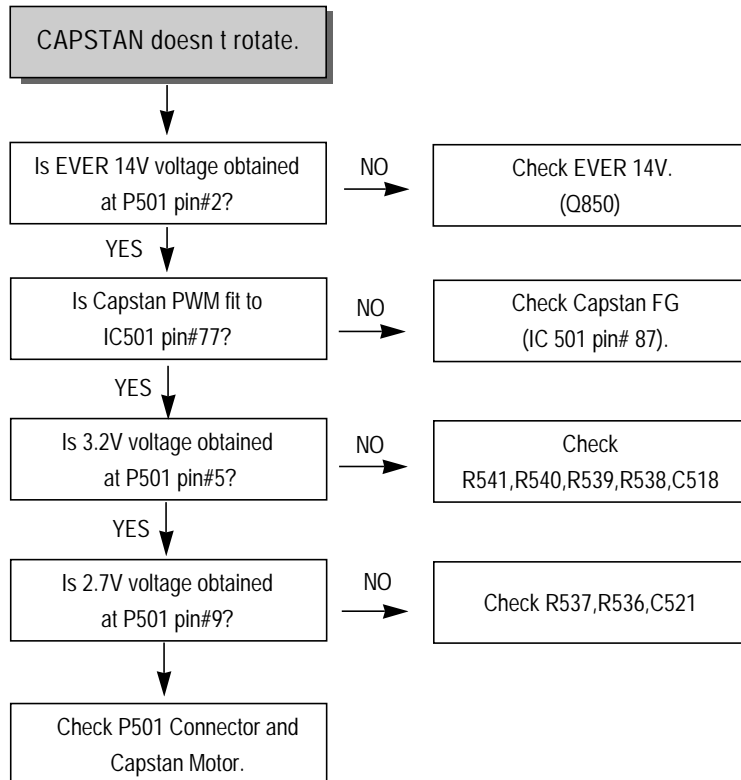 CAPSTAN doesn t rotate.
Is EVER 14V voltage obtained
at P501 pin#2?
NO
Check EVER 14V.
(Q850)
YES
Is Capstan PWM fit to
IC501 pin#77?
NO
Check Capstan FG
(IC 501 pin# 87).
YES
Is 3.2V voltage obtained
at P501 pin#5?
NO
Check
R541,R540,R539,R538,C518
YES
Is 2.7V voltage obtained
at P501 pin#9?
NO
Check R537,R536,C521
Check P501 Connector and
Capstan Motor.